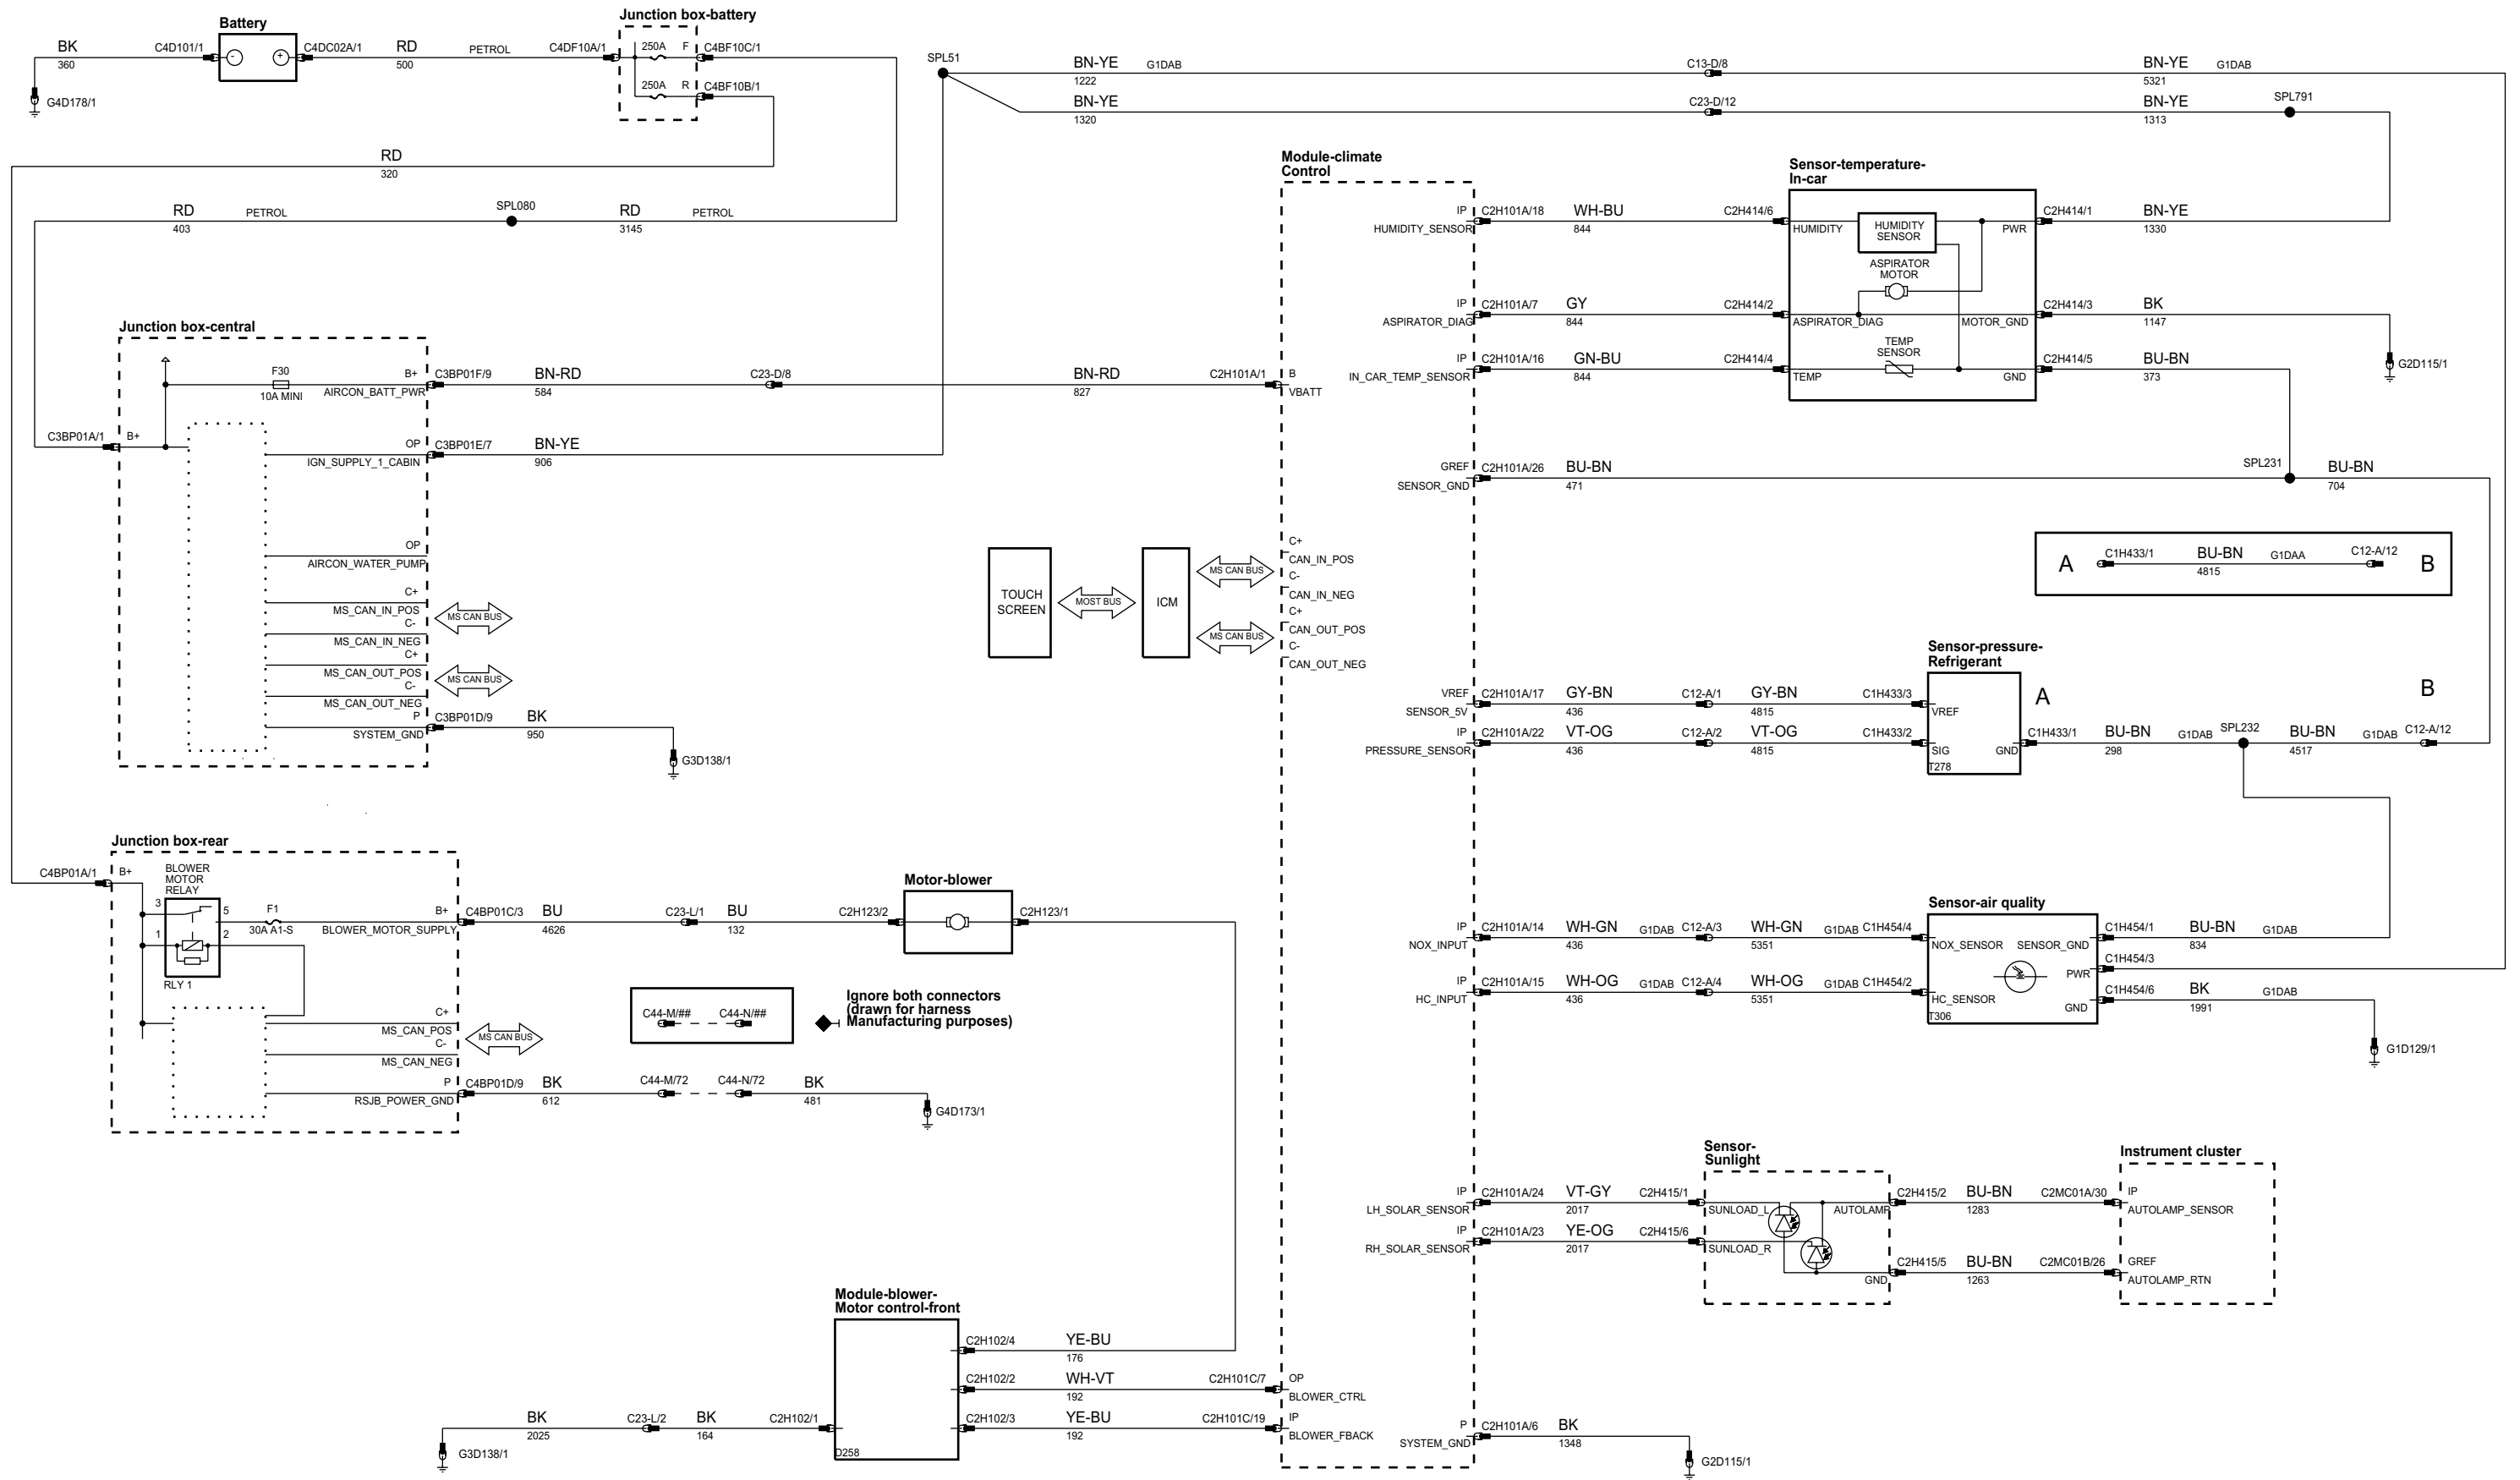 Battery
BK
360
C4D101/1
-
+
C4DC02A/1
RD
500
PETROL
C4DF10A/1
G4D178/1
Junction box-battery
250A F
C4BF10C/1
250A R
C4BF10B/1
RD
320
RD
403
PETROL
SPL080
RD
3145
PETROL
SPL51
BN-YE
1222
G1DAB
C13-D/8
BN-YE
5321
G1DAB
BN-YE
1320
C23-D/12
BN-YE
1313
SPL791
Junction box-central
F30
10A MINI
B+
AIRCON_BATT_PWR
C3BP01F/9
BN-RD
584
C23-D/8
BN-RD
827
C2H101A/1
C3BP01A/1
B+
OP
IGN_SUPPLY_1_CABIN
C3BP01E/7
BN-YE
906
OP
AIRCON_WATER_PUMP
C+
MS_CAN_IN_POS
C-
MS_CAN_IN_NEG
C+
MS_CAN_OUT_POS
C-
MS_CAN_OUT_NEG
MS CAN BUS
MS CAN BUS
P
SYSTEM_GND
C3BP01D/9
BK
950
G3D138/1
Module-climate
Control
B
VBATT
IP
HUMIDITY_SENSOR
C2H101A/18
WH-BU
844
C2H414/6
IP
ASPIRATOR_DIAG
C2H101A/7
GY
844
C2H414/2
IP
IN_CAR_TEMP_SENSOR
C2H101A/16
GN-BU
844
C2H414/4
Sensor-temperature-
In-car
HUMIDITY
HUMIDITY
SENSOR
PWR
ASPIRATOR
MOTOR
ASPIRATOR_DIAG
MOTOR_GND
TEMP
SENSOR
TEMP
GND
C2H414/1
BN-YE
1330
C2H414/3
BK
1147
C2H414/5
BU-BN
373
G2D115/1
GREF
SENSOR_GND
C2H101A/26
BU-BN
471
SPL231
BU-BN
704
TOUCH
SCREEN
MOST BUS
ICM
MS CAN BUS
MS CAN BUS
C+
CAN_IN_POS
C-
CAN_IN_NEG
C+
CAN_OUT_POS
C-
CAN_OUT_NEG
A
C1H433/1
BU-BN
4815
G1DAA
C12-A/12
B
VREF
SENSOR_5V
C2H101A/17
GY-BN
436
C12-A/1
GY-BN
4815
C1H433/3
IP
PRESSURE_SENSOR
C2H101A/22
VT-OG
436
C12-A/2
VT-OG
4815
C1H433/2
Sensor-pressure-
Refrigerant
VREF
SIG
GND
T278
A
B
C1H433/1
BU-BN
298
G1DAB
SPL232
BU-BN
4517
G1DAB
C12-A/12
Junction box-rear
C4BP01A/1
B+
BLOWER
MOTOR
RELAY
3
5
1
2
RLY 1
F1
30A A1-S
B+
BLOWER_MOTOR_SUPPLY
C4BP01C/3
BU
4626
C23-L/1
BU
132
C2H123/2
Motor-blower
C2H123/1
C+
MS_CAN_POS
C-
MS_CAN_NEG
MS CAN BUS
P
RSJB_POWER_GND
C4BP01D/9
BK
612
C44-M/72
C44-N/72
BK
481
G4D173/1
C44-M/##
C44-N/##
Ignore both connectors
(drawn for harness
Manufacturing purposes)
IP
NOX_INPUT
C2H101A/14
WH-GN
436
G1DAB
C12-A/3
WH-GN
5351
G1DAB
C1H454/4
IP
HC_INPUT
C2H101A/15
WH-OG
436
G1DAB
C12-A/4
WH-OG
5351
G1DAB
C1H454/2
Sensor-air quality
NOX_SENSOR
SENSOR_GND
PWR
HC_SENSOR
GND
T306
C1H454/1
BU-BN
834
G1DAB
C1H454/3
C1H454/6
BK
1991
G1DAB
G1D129/1
IP
LH_SOLAR_SENSOR
C2H101A/24
VT-GY
2017
C2H415/1
IP
RH_SOLAR_SENSOR
C2H101A/23
YE-OG
2017
C2H415/6
Sensor-
Sunlight
SUNLOAD_L
AUTOLAMP
SUNLOAD_R
GND
C2H415/2
BU-BN
1283
C2MC01A/30
C2H415/5
BU-BN
1263
C2MC01B/26
Instrument cluster
IP
AUTOLAMP_SENSOR
GREF
AUTOLAMP_RTN
Module-blower-
Motor control-front
D258
C2H102/4
YE-BU
176
C2H102/2
WH-VT
192
C2H101C/7
OP
BLOWER_CTRL
C2H102/3
YE-BU
192
C2H101C/19
IP
BLOWER_FBACK
BK
2025
C23-L/2
BK
164
C2H102/1
G3D138/1
P
SYSTEM_GND
C2H101A/6
BK
1348
G2D115/1